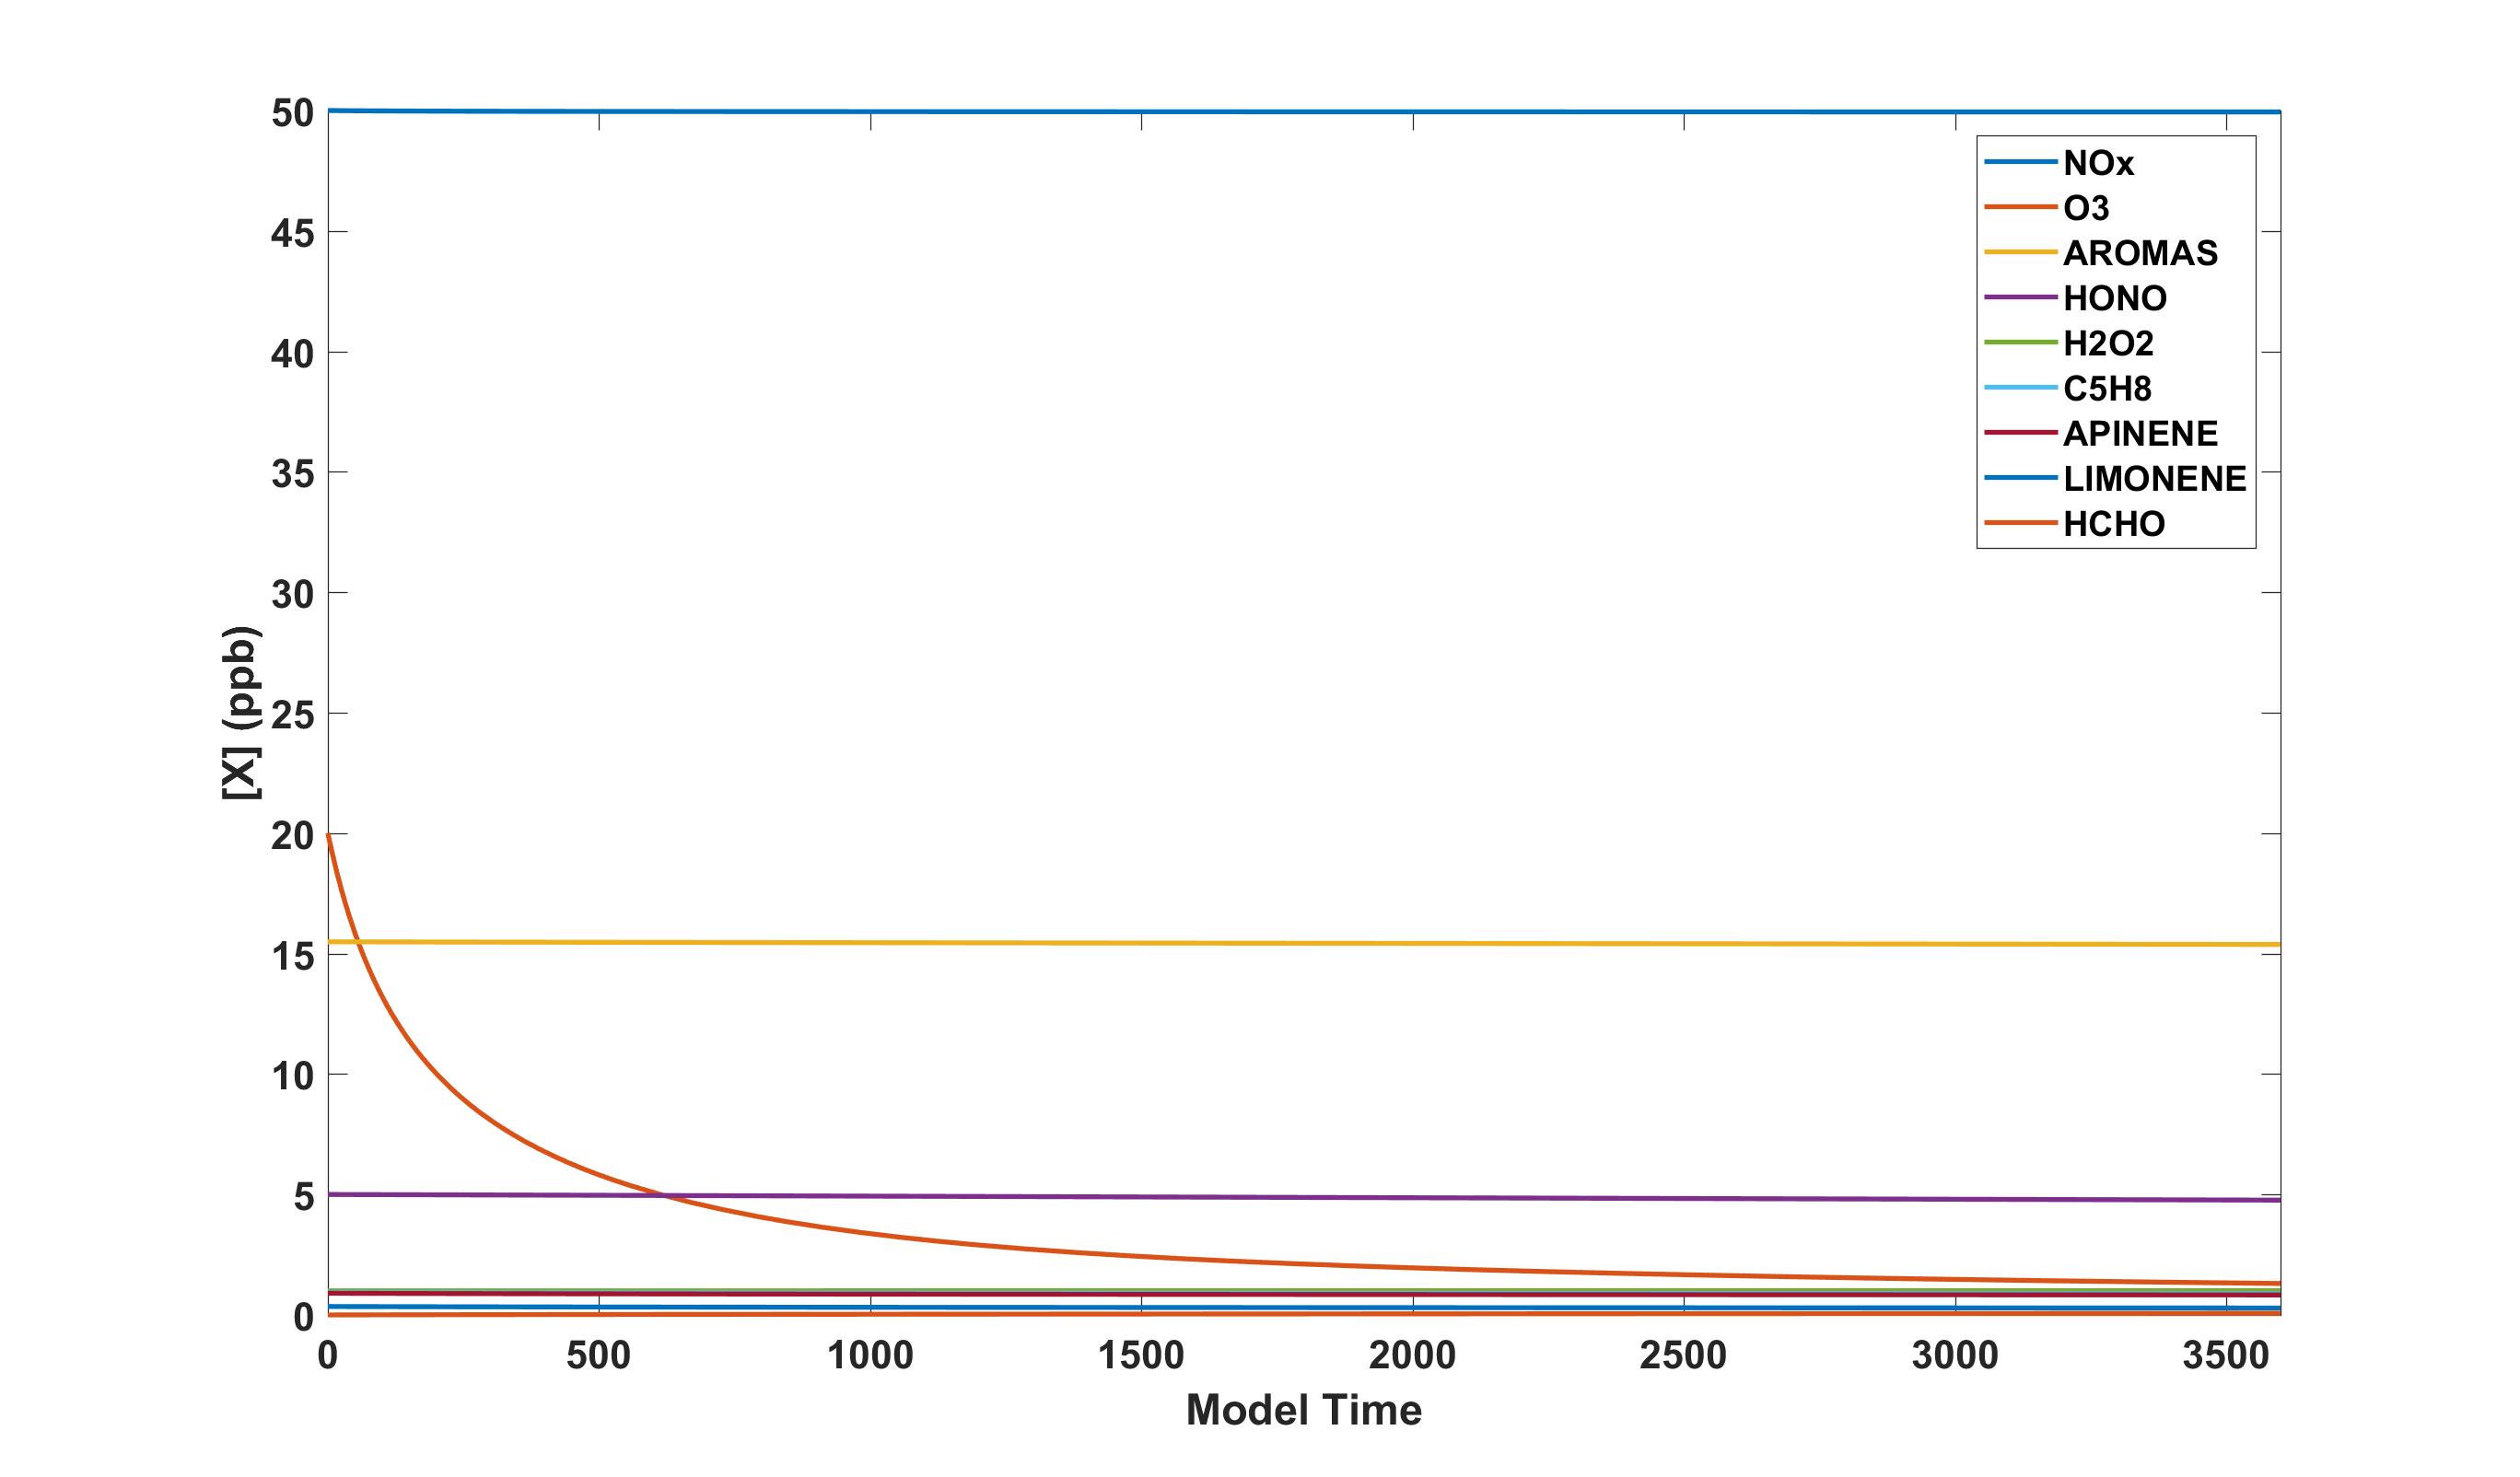 50
45
40
35
30
25
20
15
10
5
0
[X] (ppb)
0 500 1000 1500 2000 2500 3000 3500
Model Time
NOx
O3
AROMAS
HONO
H2O2
C5H8
APINENE
LIMONENE
HCHO